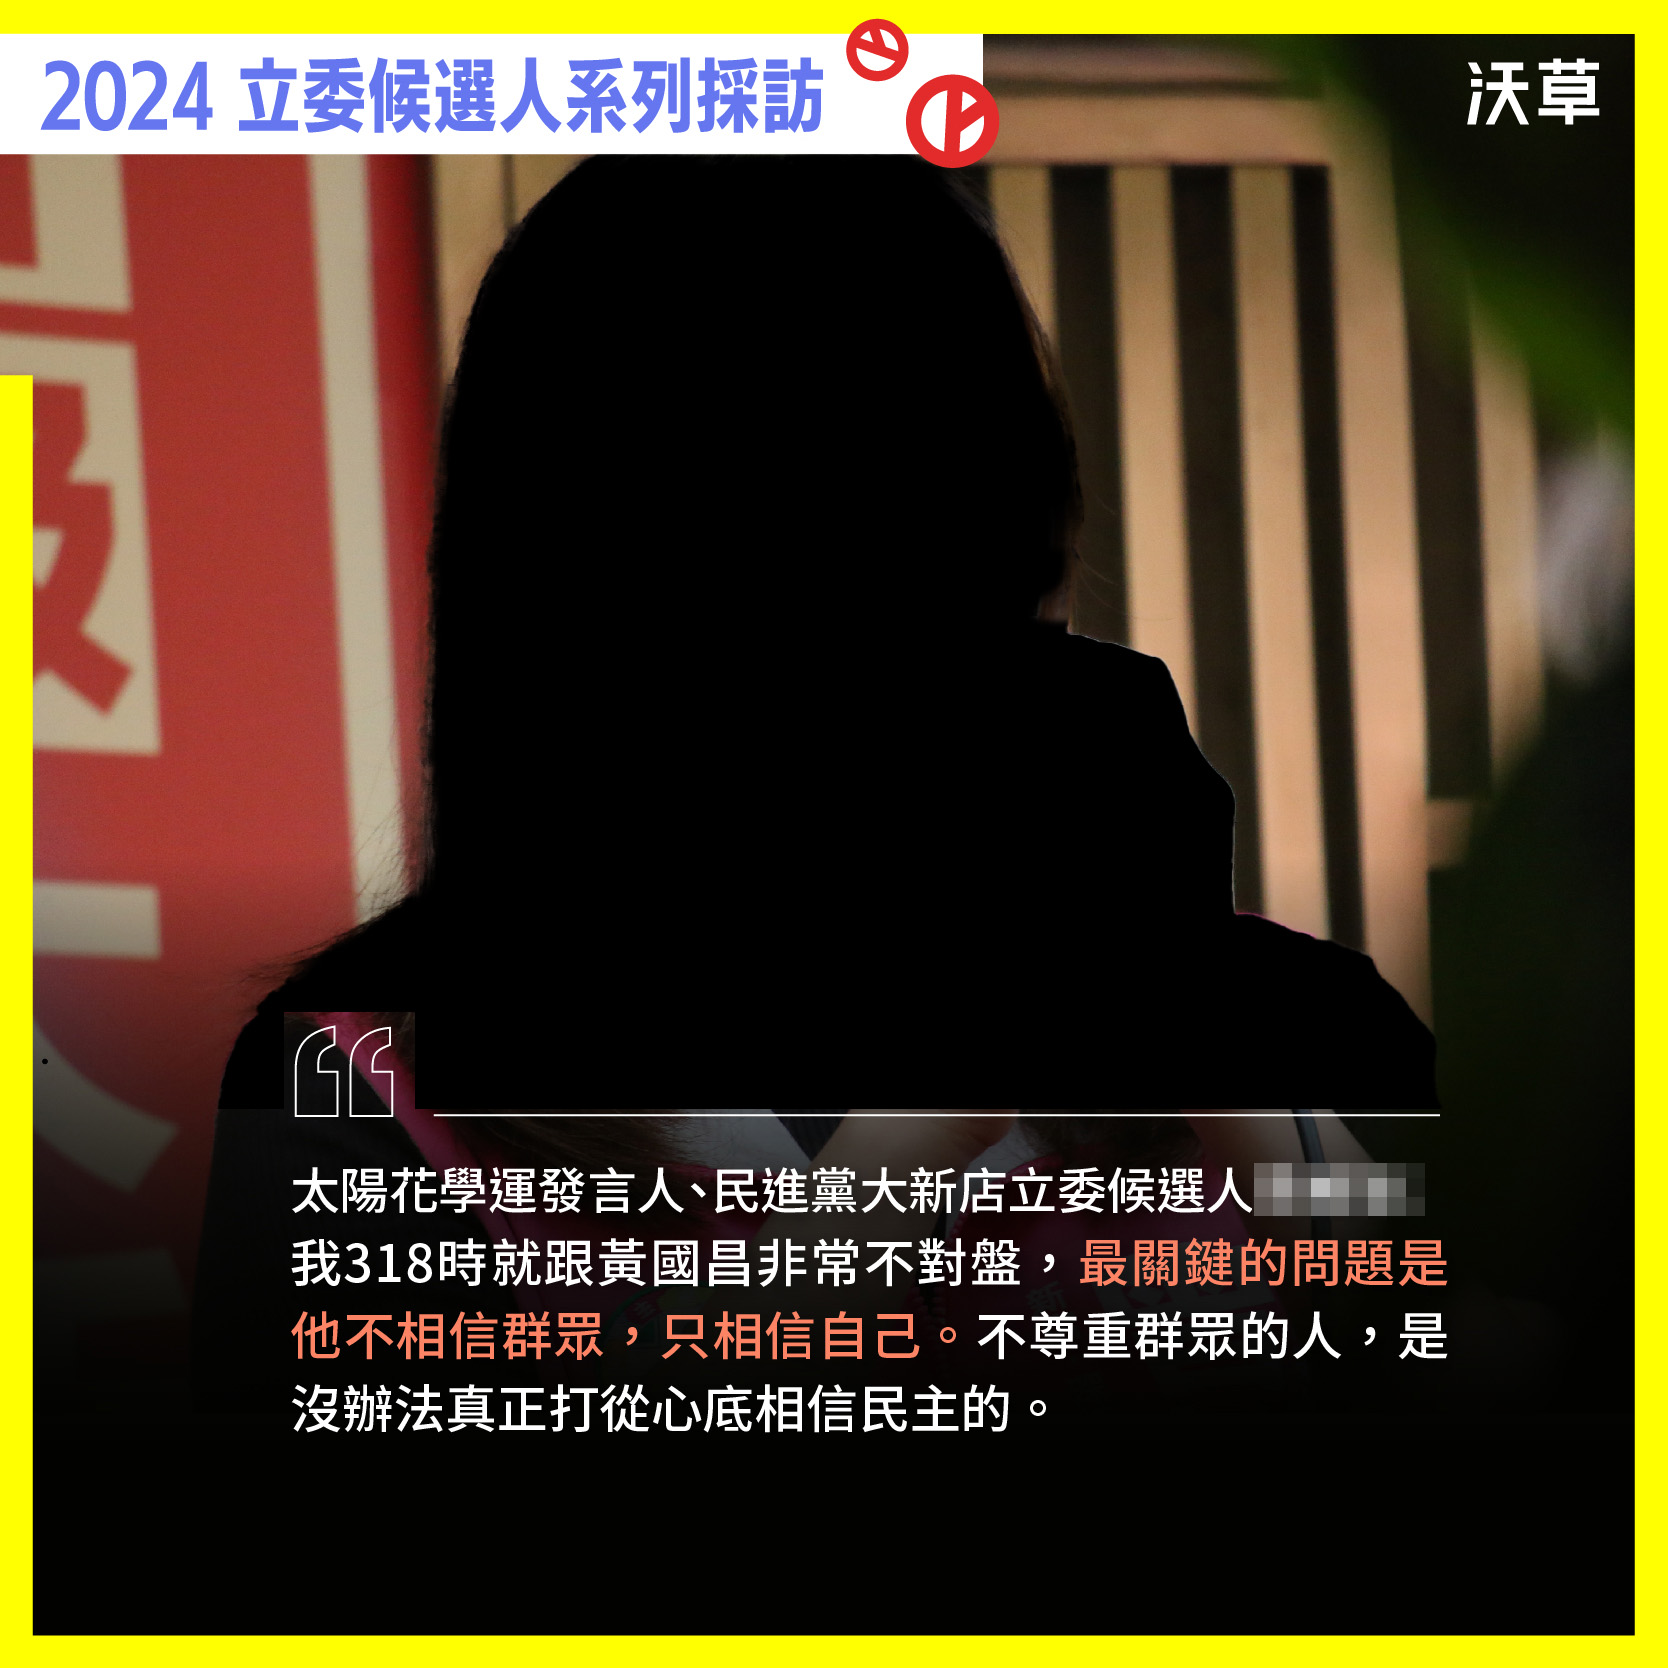 2024 立委候選人系列採訪
沃草
太陽花學運發言人、民進黨大新店立委候選人
我318時就跟黃國昌非常不對盤，最關鍵的問題是
他不相信群眾，只相信自己。不尊重群眾的人，是
沒辦法真正打從心底相信民主的。